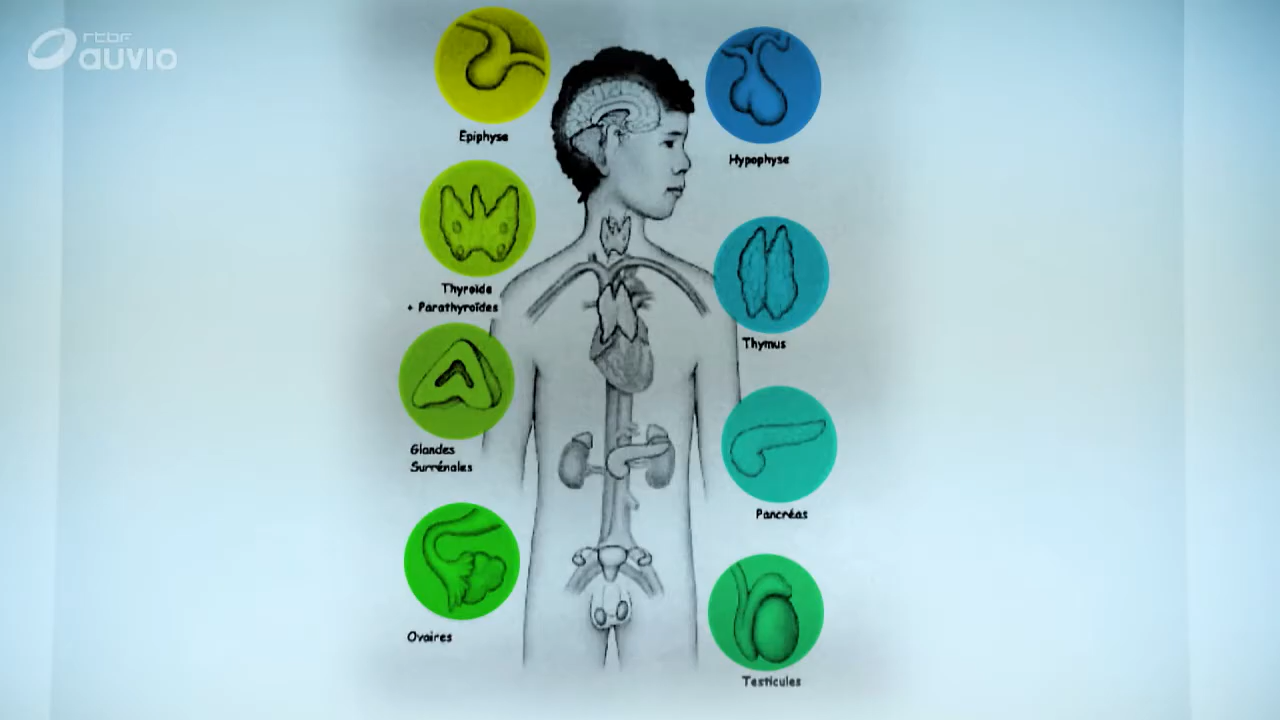 rtbf
auvio
Epiphyse
Hypophyse
Thyroïde
+ Parathyroïdes
Thymus
Glandes
Surrénales
Pancréas
Ovaires
Testicules